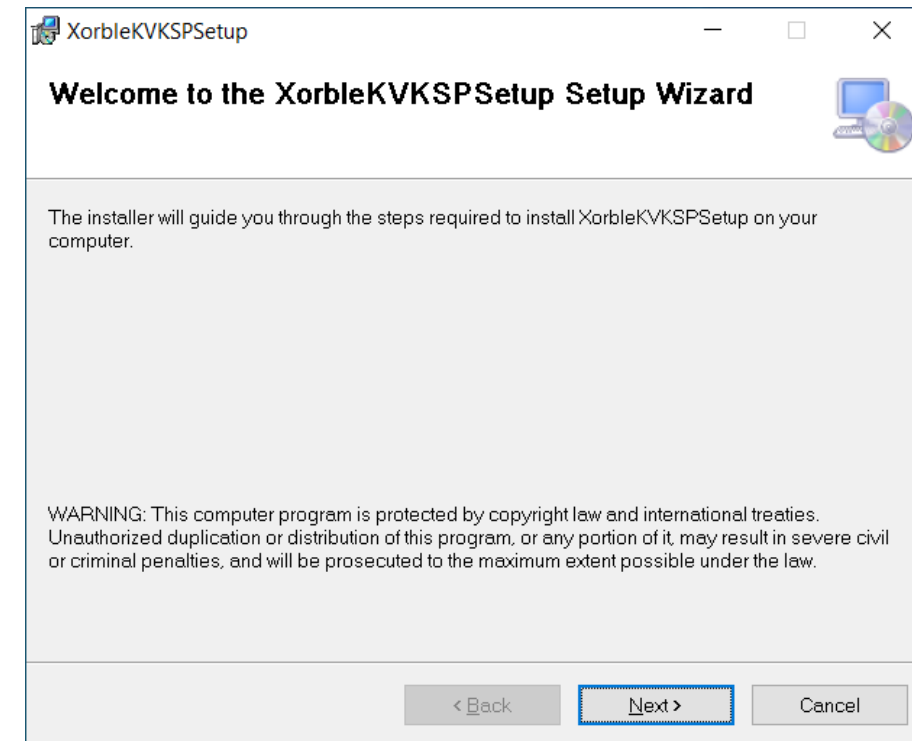 XorbleKVKSPSetup
Welcome to the XorbleKVKSPSetup Setup Wizard
The installer will guide you through the steps required to install XorbleKVKSPSetup on your
computer.
WARNING: This computer program is protected by copyright law and international treaties.
Unauthorized duplication or distribution of this program, or any portion of it, may result in severe civil
or criminal penalties, and will be prosecuted to the maximum extent possible under the law.
< Back Next > Cancel